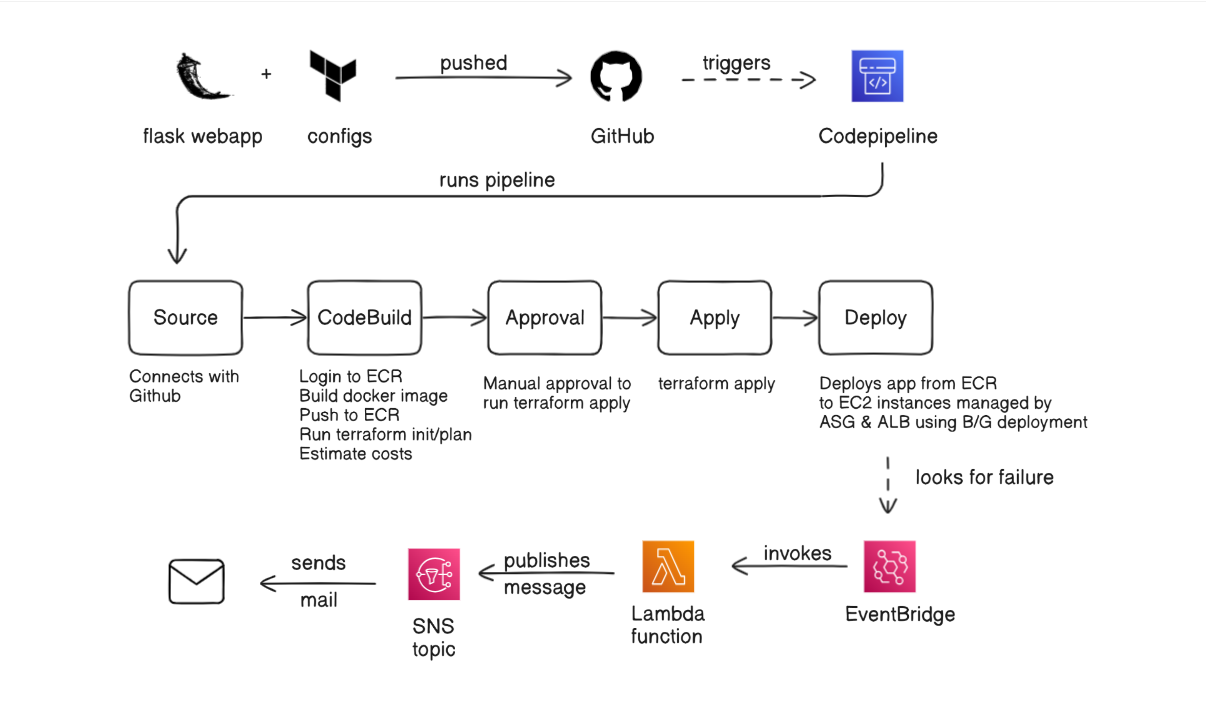 pushed
triggers
+
flask webapp
configs
GitHub
</>
Codepipeline
runs pipeline
Source
CodeBuild
Approval
Apply
Deploy
Connects with
Github
Login to ECR
Build docker image
Push to ECR
Run terraform init/plan
Estimate costs
Manual approval to
run terraform apply
terraform apply
Deploys app from ECR
to EC2 instances managed by
ASG & ALB using B/G deployment
looks for failure
sends
mail
publishes
message
invokes
SNS
topic
Lambda
function
EventBridge